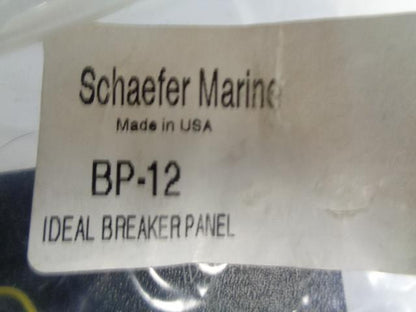 Schaefer Marine
Made in USA
BP-12
IDEAL BREAKER PANEL